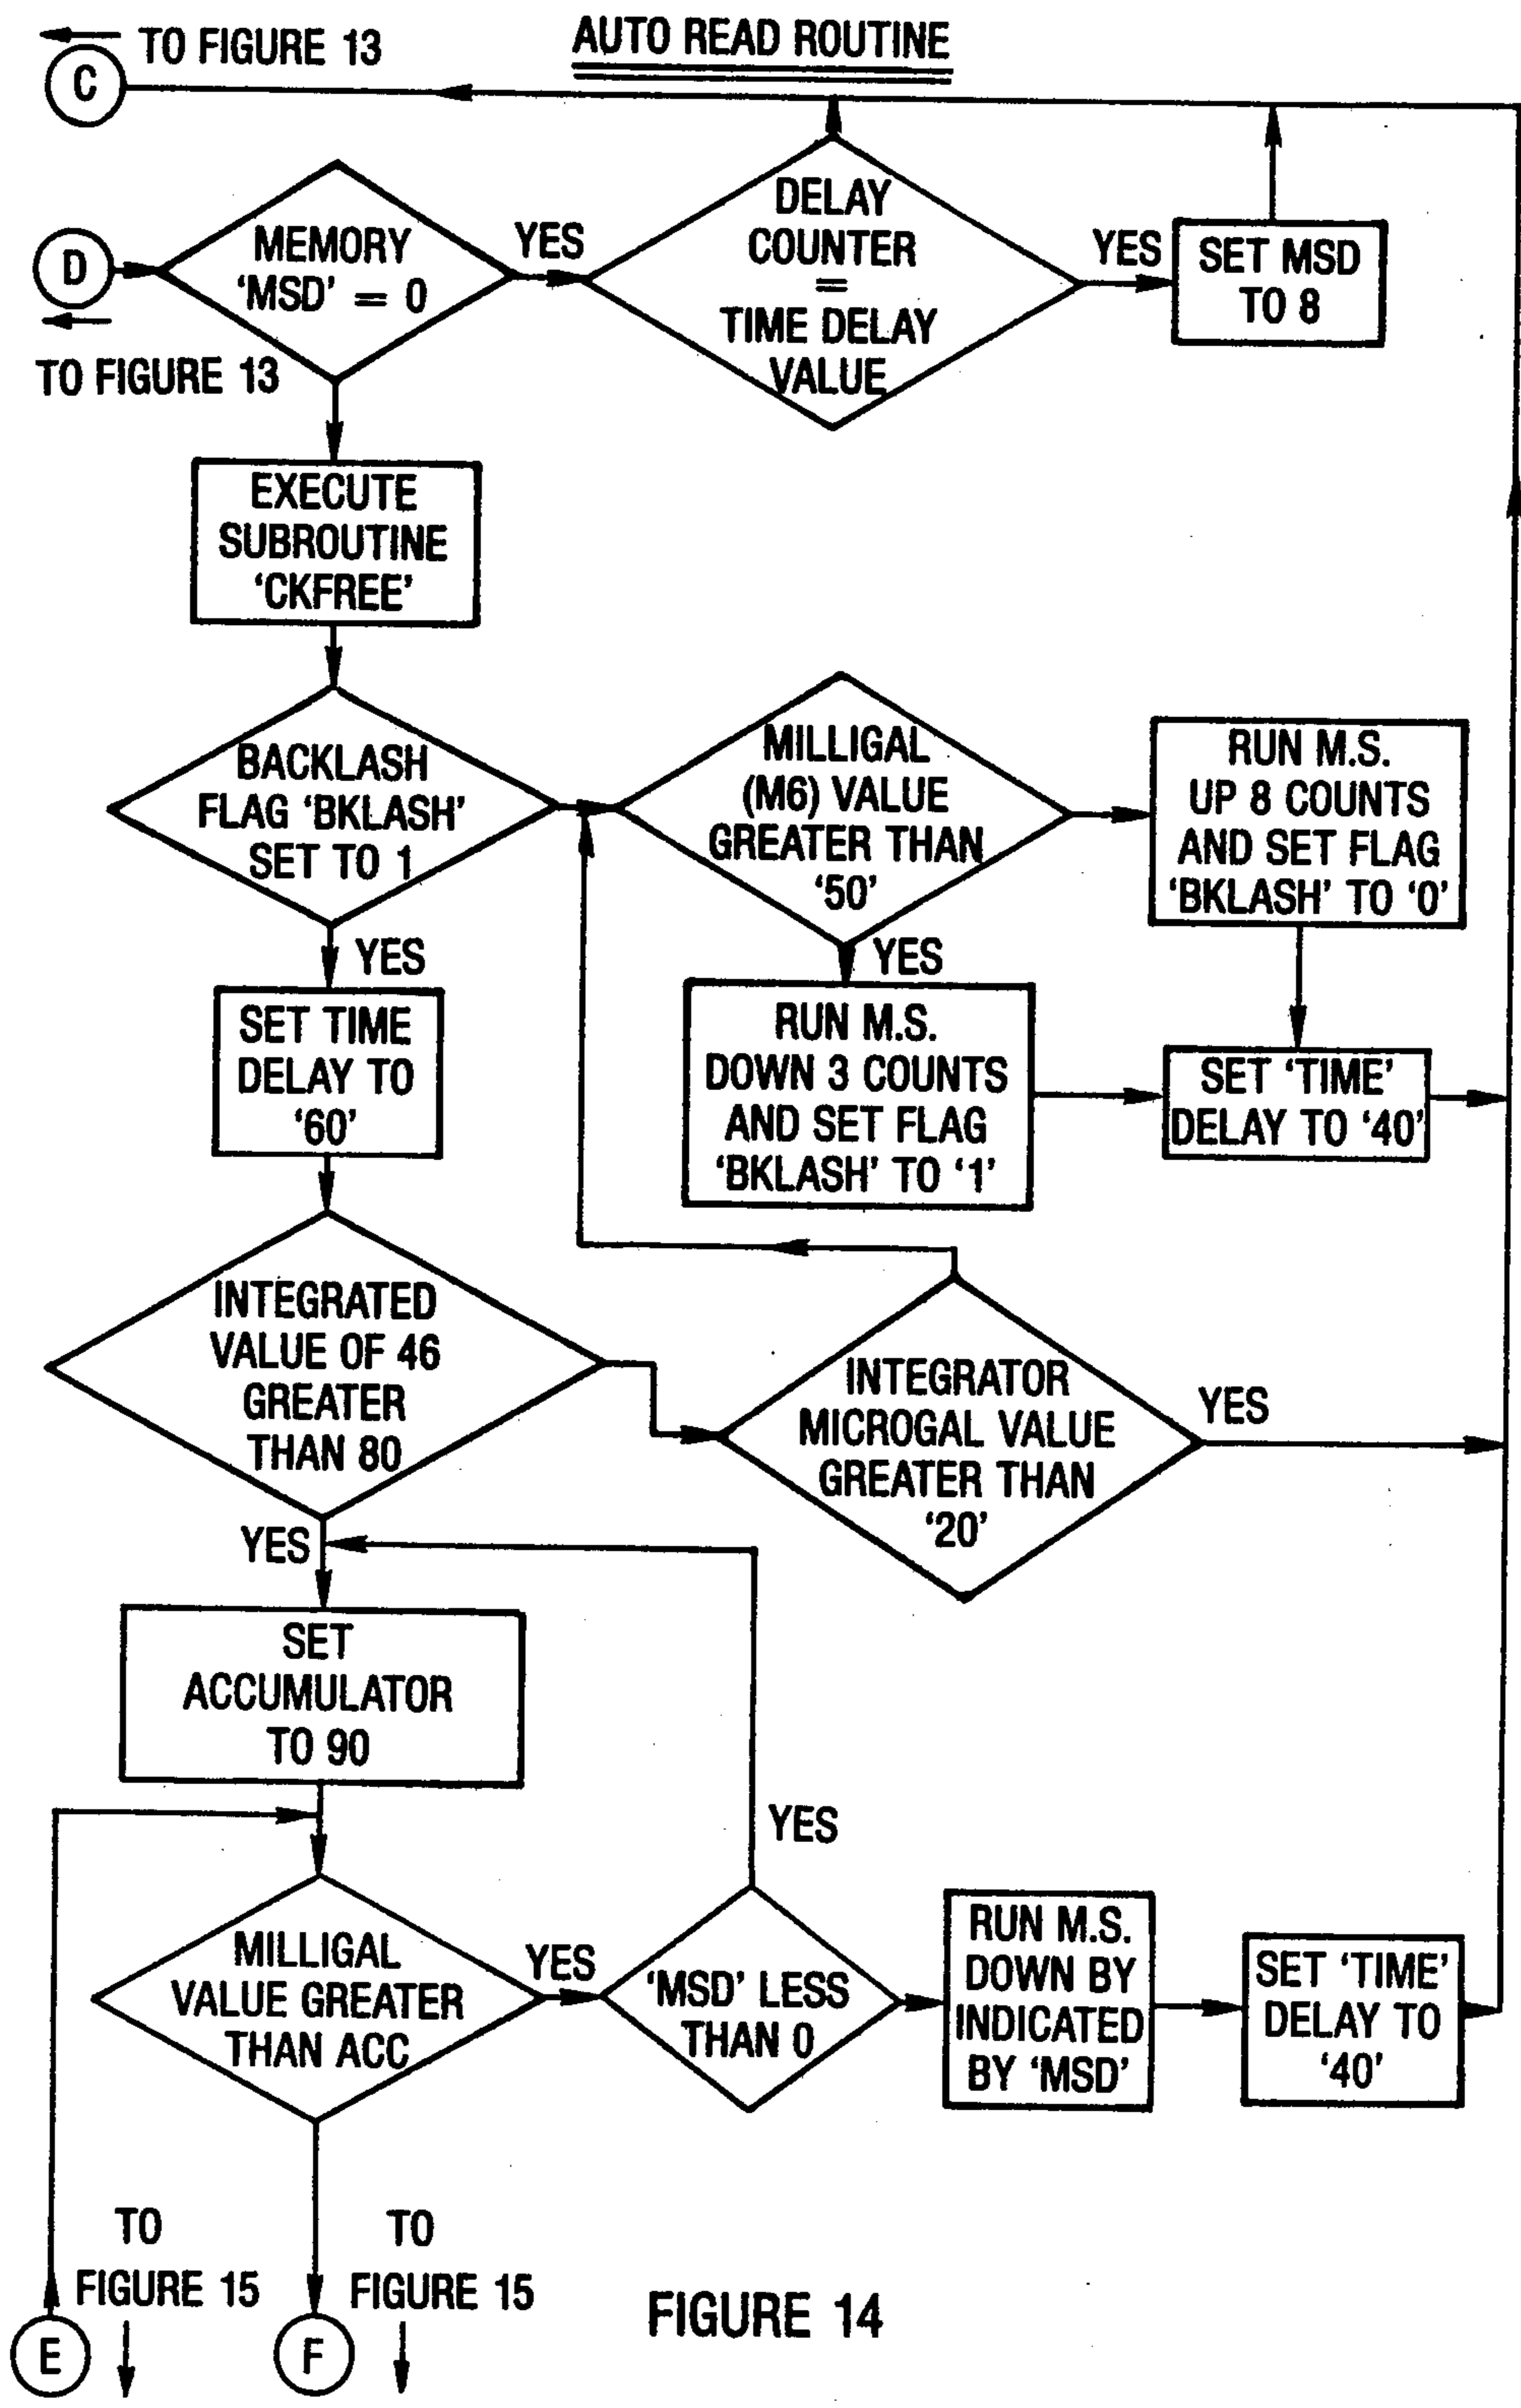 TO FIGURE 13
AUTO READ ROUTINE
C
D
TO FIGURE 13
MEMORY
‘MSD’ = 0
YES
DELAY
COUNTER
=
TIME DELAY
VALUE
YES
SET MSD
TO 8
EXECUTE
SUBROUTINE
‘CKFREE’
BACKLASH
FLAG ‘BKLASH’
SET TO 1
MILLIGAL
(M6) VALUE
GREATER THAN
‘50’
RUN M.S.
UP 8 COUNTS
AND SET FLAG
‘BKLASH’ TO ‘0’
YES
YES
SET TIME
DELAY TO
‘60’
RUN M.S.
DOWN 3 COUNTS
AND SET FLAG
‘BKLASH’ TO ‘1’
SET ‘TIME’
DELAY TO ‘40’
INTEGRATED
VALUE OF 46
GREATER
THAN 80
INTEGRATOR
MICROGAL VALUE
GREATER THAN
‘20’
YES
YES
SET
ACCUMULATOR
TO 90
YES
MILLIGAL
VALUE GREATER
THAN ACC
YES
‘MSD’ LESS
THAN 0
RUN M.S.
DOWN BY
INDICATED
BY ‘MSD’
SET ‘TIME’
DELAY TO
‘40’
TO
FIGURE 15
TO
FIGURE 15
E
F
FIGURE 14